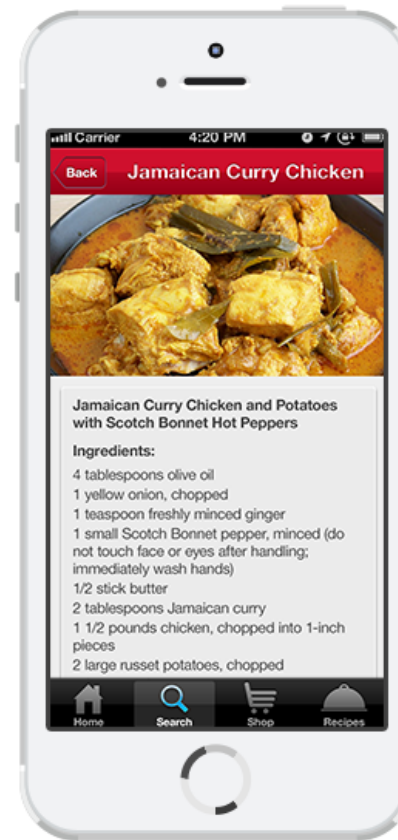 Carrier 4:20 PM
Back Jamaican Curry Chicken
Jamaican Curry Chicken and Potatoes
with Scotch Bonnet Hot Peppers
Ingredients:
4 tablespoons olive oil
1 yellow onion, chopped
1 teaspoon freshly minced ginger
1 small Scotch Bonnet pepper, minced (do
not touch face or eyes after handling;
immediately wash hands)
1/2 stick butter
2 tablespoons Jamaican curry
1 1/2 pounds chicken, chopped into 1-inch
pieces
2 large russet potatoes, chopped
Home Search Shop Recipes